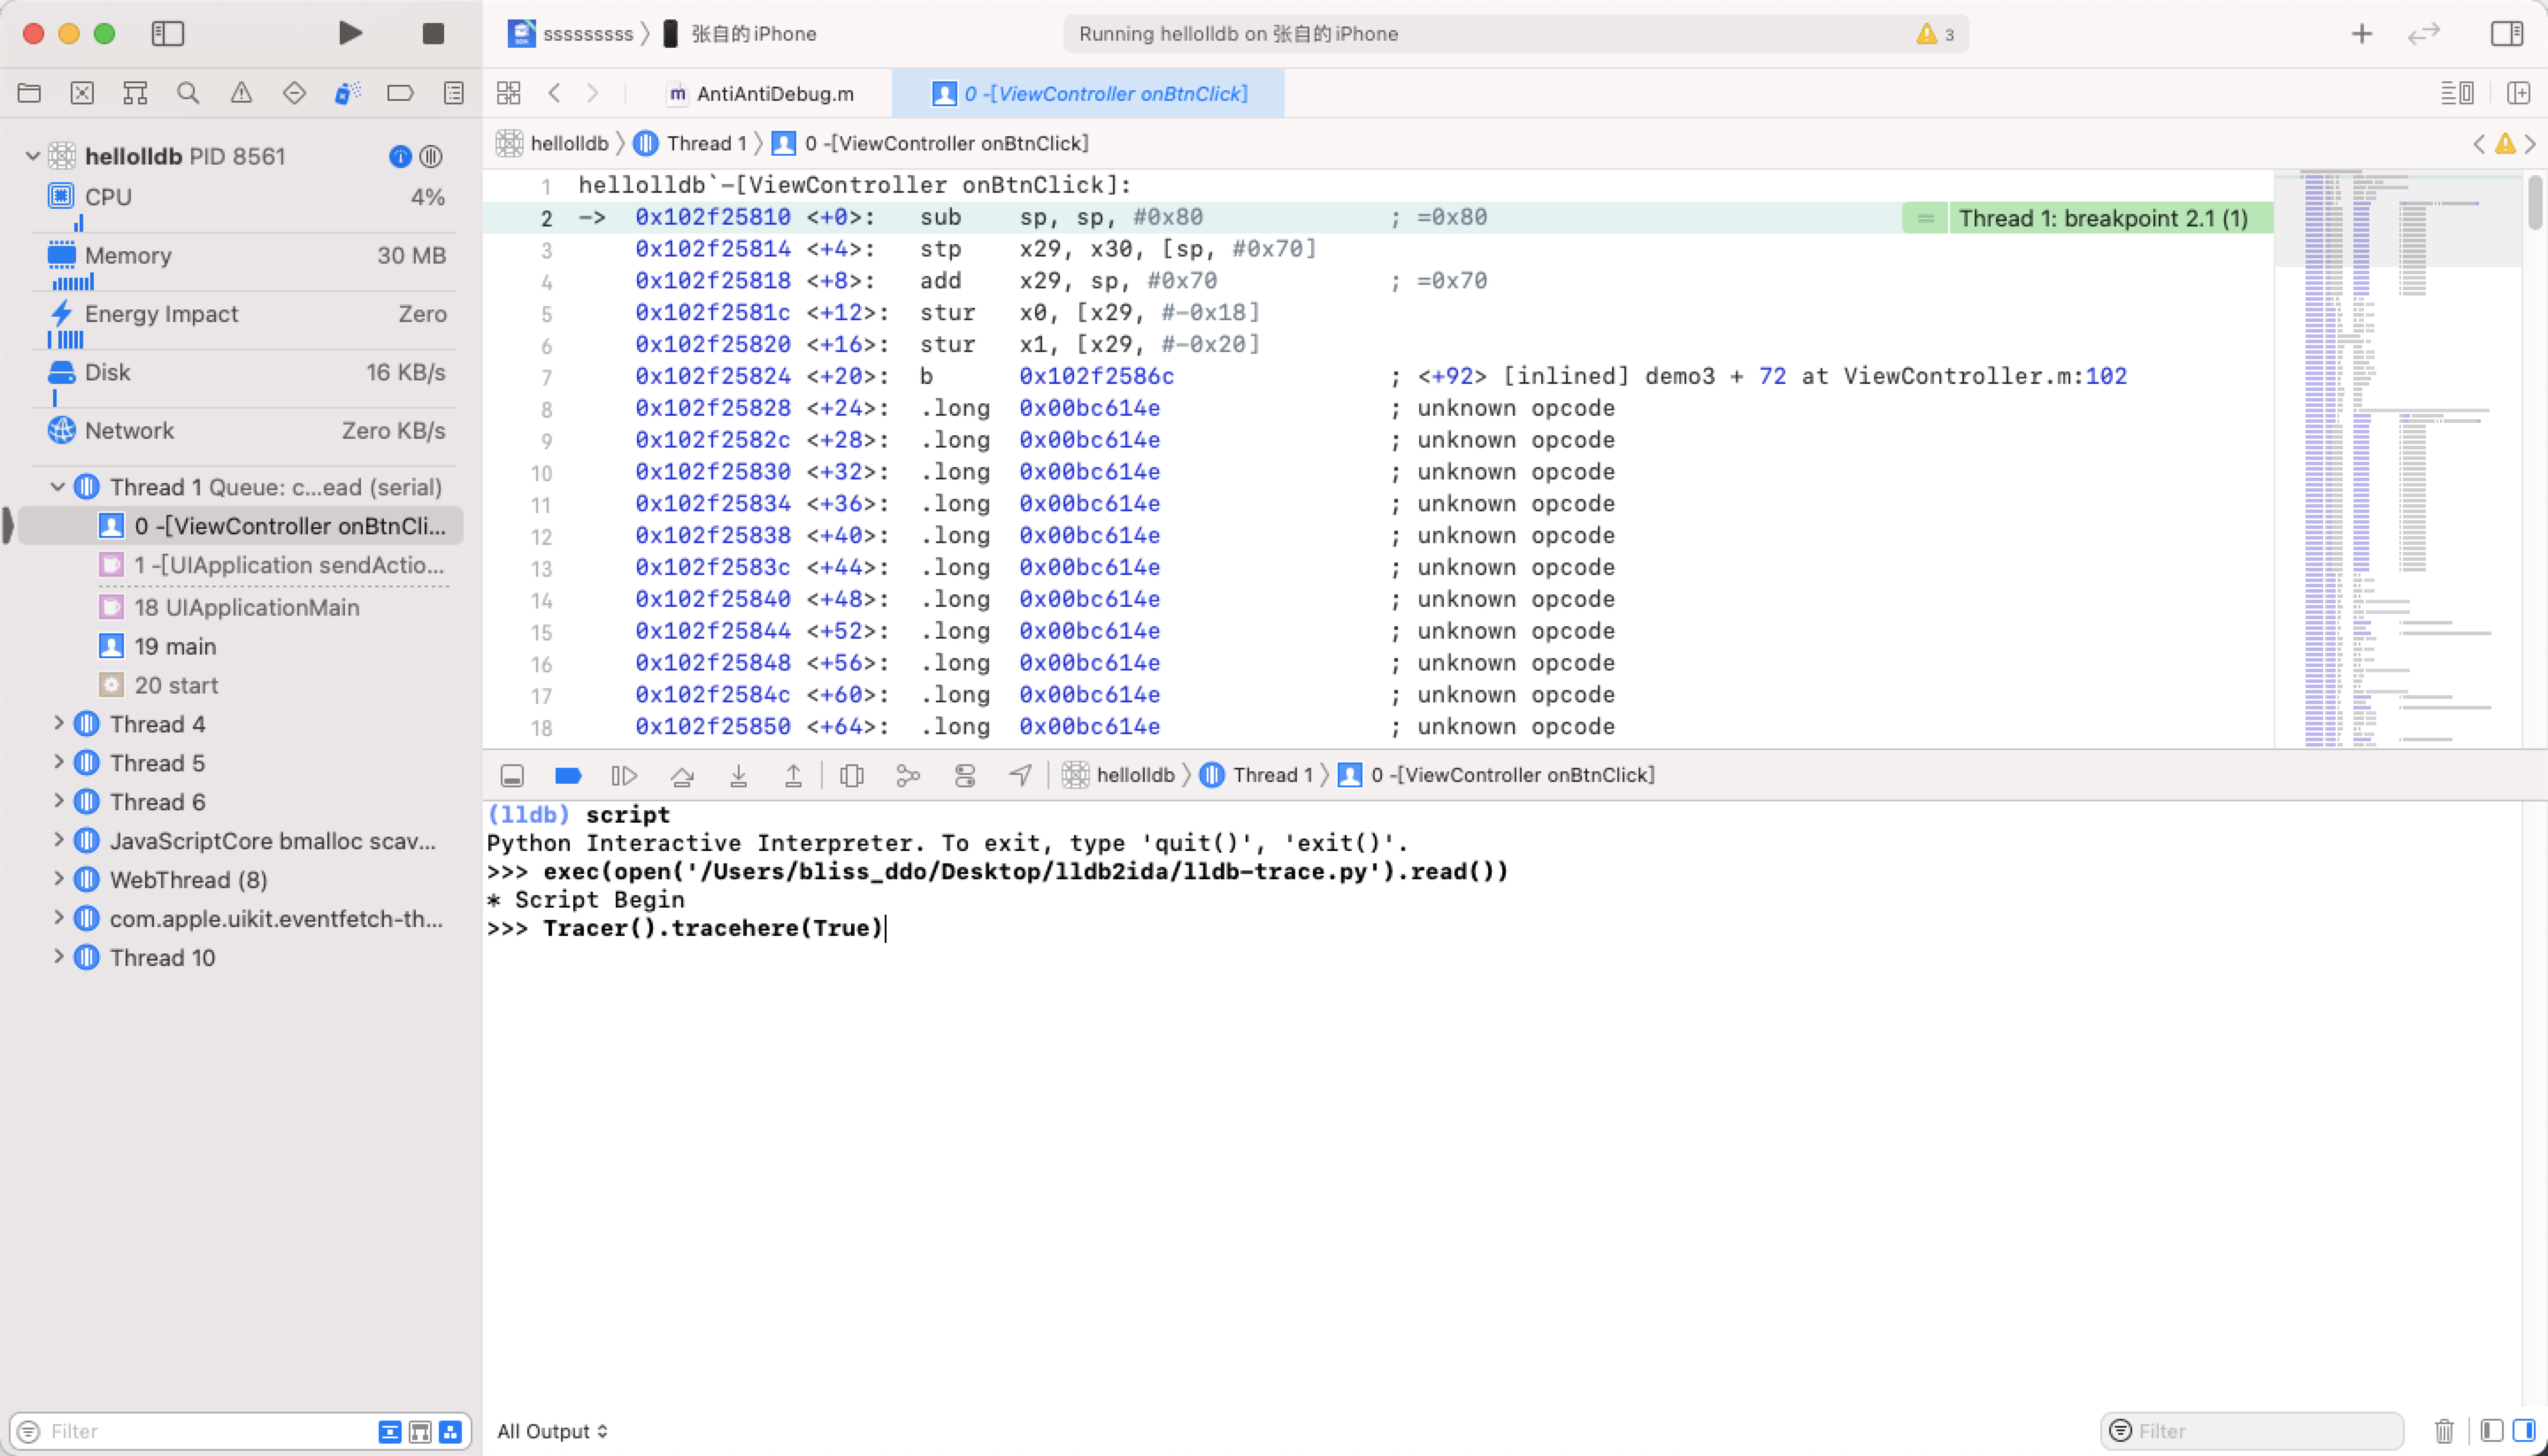 sssssssss 〉 张自的 iPhone
Running hellolldb on 张自的 iPhone
3
AntiAntiDebug.m
0 -[ViewController onBtnClick]
hellolldb 〉 Thread 1 〉 0 -[ViewController onBtnClick]
hellolldb PID 8561
CPU 4%
Memory 30 MB
Energy Impact Zero
Disk 16 KB/s
Network Zero KB/s
Thread 1 Queue: c...ead (serial)
0 -[ViewController onBtnCli...
1 -[UIApplication sendActio...
18 UIApplicationMain
19 main
20 start
Thread 4
Thread 5
Thread 6
JavaScriptCore bmalloc scav...
WebThread (8)
com.apple.uikit.eventfetch-th...
Thread 10
Filter
1 hellolldb`-[ViewController onBtnClick]:
2 -> 0x102f25810 <+0>: sub sp, sp, #0x80 ; =0x80
= Thread 1: breakpoint 2.1 (1)
3 0x102f25814 <+4>: stp x29, x30, [sp, #0x70]
4 0x102f25818 <+8>: add x29, sp, #0x70 ; =0x70
5 0x102f2581c <+12>: stur x0, [x29, #-0x18]
6 0x102f25820 <+16>: stur x1, [x29, #-0x20]
7 0x102f25824 <+20>: b 0x102f2586c ; <+92> [inlined] demo3 + 72 at ViewController.m:102
8 0x102f25828 <+24>: .long 0x00bc614e ; unknown opcode
9 0x102f2582c <+28>: .long 0x00bc614e ; unknown opcode
10 0x102f25830 <+32>: .long 0x00bc614e ; unknown opcode
11 0x102f25834 <+36>: .long 0x00bc614e ; unknown opcode
12 0x102f25838 <+40>: .long 0x00bc614e ; unknown opcode
13 0x102f2583c <+44>: .long 0x00bc614e ; unknown opcode
14 0x102f25840 <+48>: .long 0x00bc614e ; unknown opcode
15 0x102f25844 <+52>: .long 0x00bc614e ; unknown opcode
16 0x102f25848 <+56>: .long 0x00bc614e ; unknown opcode
17 0x102f2584c <+60>: .long 0x00bc614e ; unknown opcode
18 0x102f25850 <+64>: .long 0x00bc614e ; unknown opcode
hellolldb 〉 Thread 1 〉 0 -[ViewController onBtnClick]
(lldb) script
Python Interactive Interpreter. To exit, type 'quit()', 'exit()'.
>>> exec(open('/Users/bliss_ddo/Desktop/lldb2ida/lldb-trace.py').read())
* Script Begin
>>> Tracer().tracehere(True)
All Output
Filter